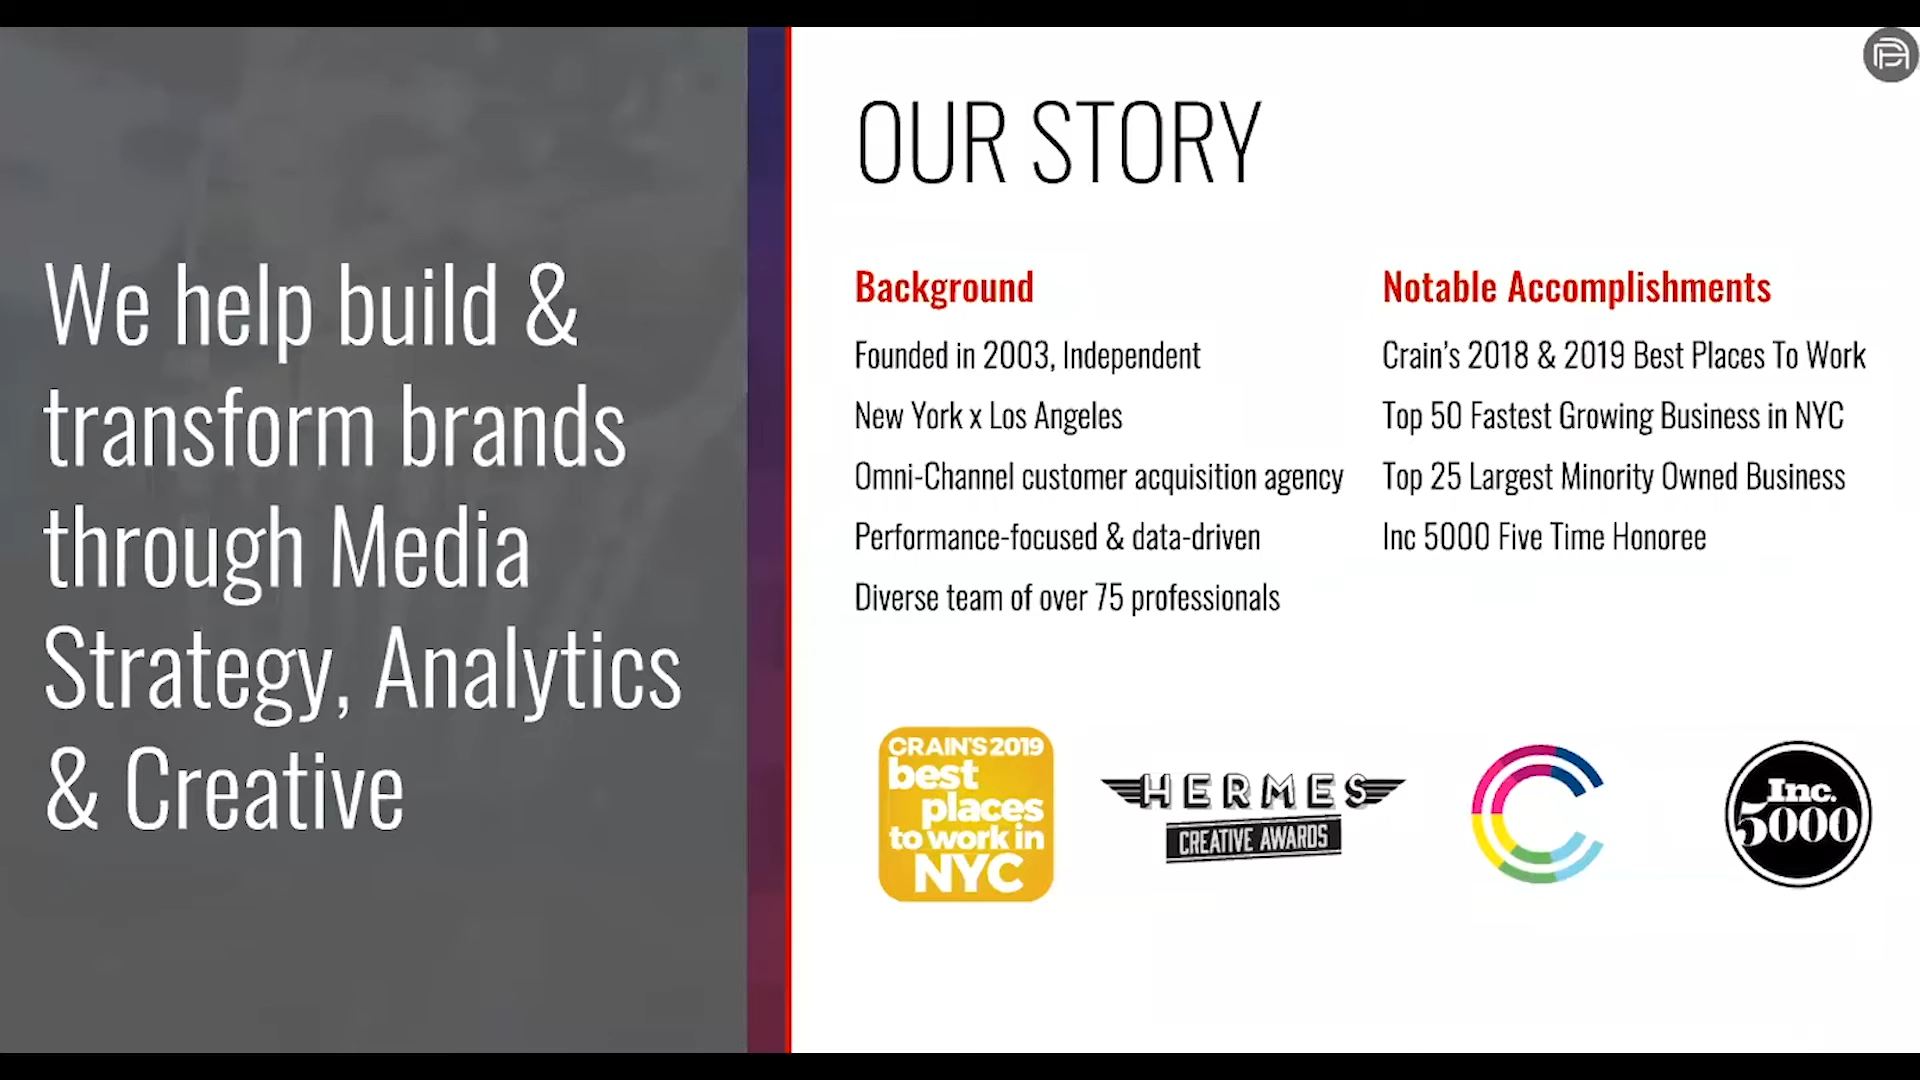 We help build &
transform brands
through Media
Strategy, Analytics
& Creative
OUR STORY
Background
Founded in 2003, Independent
New York x Los Angeles
Omni-Channel customer acquisition agency
Performance-focused & data-driven
Diverse team of over 75 professionals
Notable Accomplishments
Crain's 2018 & 2019 Best Places To Work
Top 50 Fastest Growing Business in NYC
Top 25 Largest Minority Owned Business
Inc 5000 Five Time Honoree
CRAIN'S 2019
best
places
to work in
NYC
HERMES
CREATIVE AWARDS
Inc.
5000